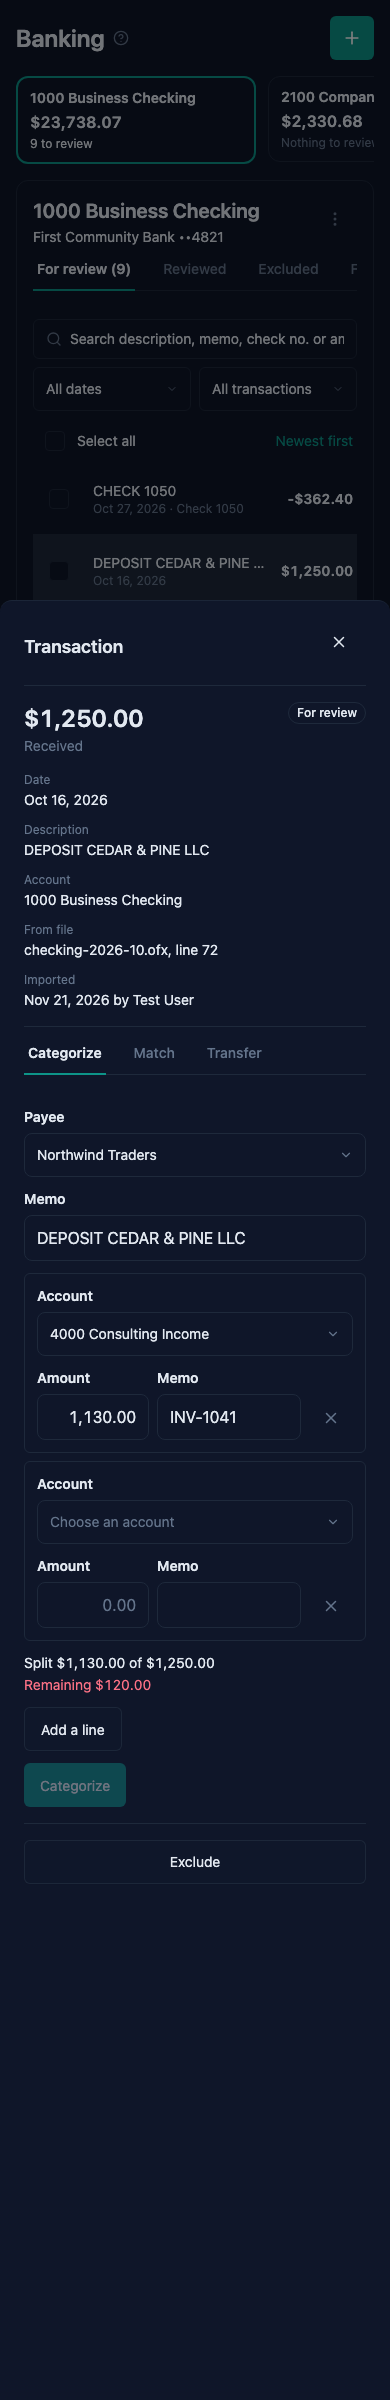 Banking
1000 Business Checking
$23,738.07
9 to review
2100 Compan
$2,330.68
Nothing to review
1000 Business Checking
First Community Bank ••4821
For review (9) Reviewed Excluded F
Search description, memo, check no. or am
All dates All transactions
Select all Newest first
CHECK 1050 -$362.40
Oct 27, 2026 · Check 1050
DEPOSIT CEDAR & PINE ... $1,250.00
Oct 16, 2026
Transaction
$1,250.00 For review
Received
Date
Oct 16, 2026
Description
DEPOSIT CEDAR & PINE LLC
Account
1000 Business Checking
From file
checking-2026-10.ofx, line 72
Imported
Nov 21, 2026 by Test User
Categorize Match Transfer
Payee
Northwind Traders
Memo
DEPOSIT CEDAR & PINE LLC
Account
4000 Consulting Income
Amount Memo
1,130.00 INV-1041
Account
Choose an account
Amount Memo
0.00
Split $1,130.00 of $1,250.00
Remaining $120.00
Add a line
Categorize
Exclude